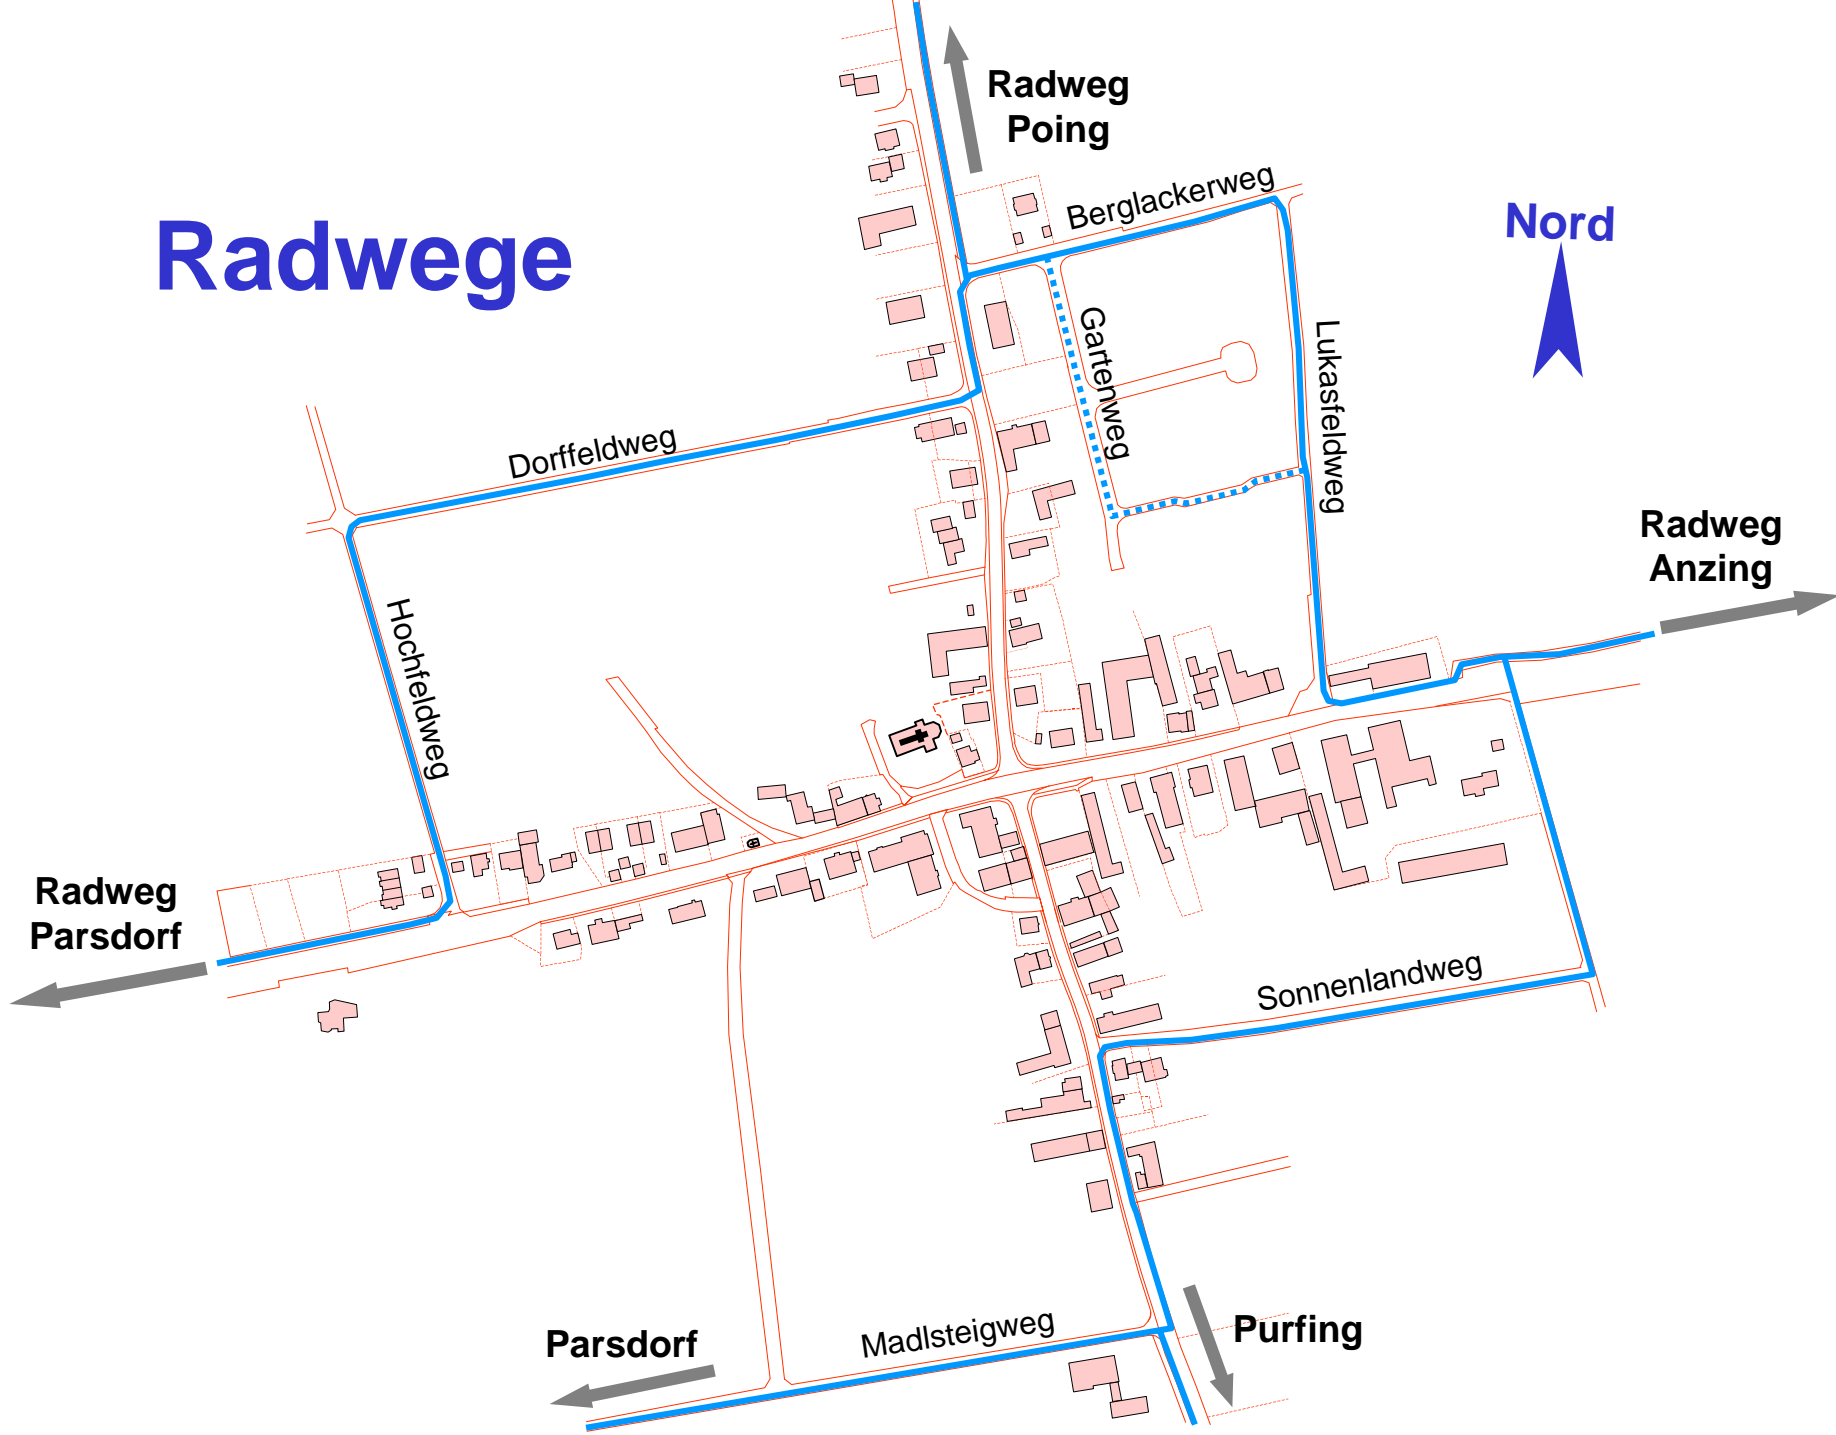 Radweg
Poing
Berglackerweg
Nord
Radwege
Gartenweg
Lukasfeldweg
Dorffeldweg
Radweg
Anzing
Hochfeldweg
Radweg
Parsdorf
Sonnenlandweg
Madlsteigweg
Parsdorf
Purfing